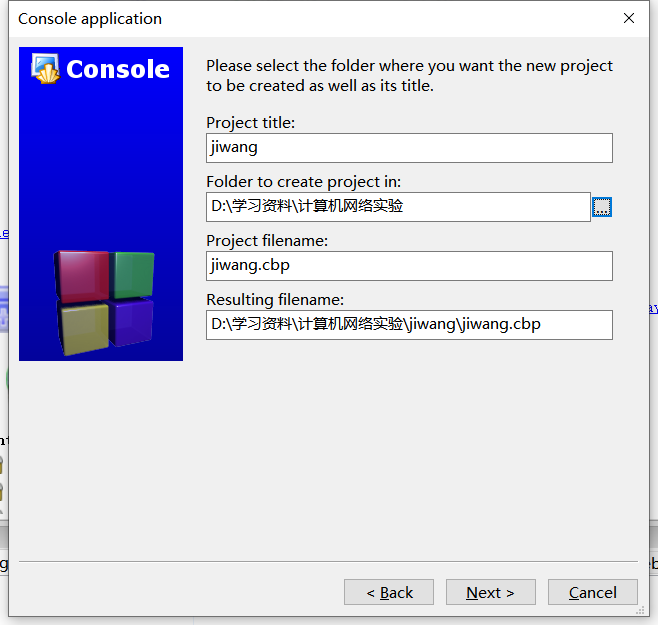 Console application
Console
Please select the folder where you want the new project
to be created as well as its title.
Project title:
jiwang
Folder to create project in:
D:\学习资料\计算机网络实验
...
Project filename:
jiwang.cbp
Resulting filename:
D:\学习资料\计算机网络实验\jiwang\jiwang.cbp
< Back
Next >
Cancel